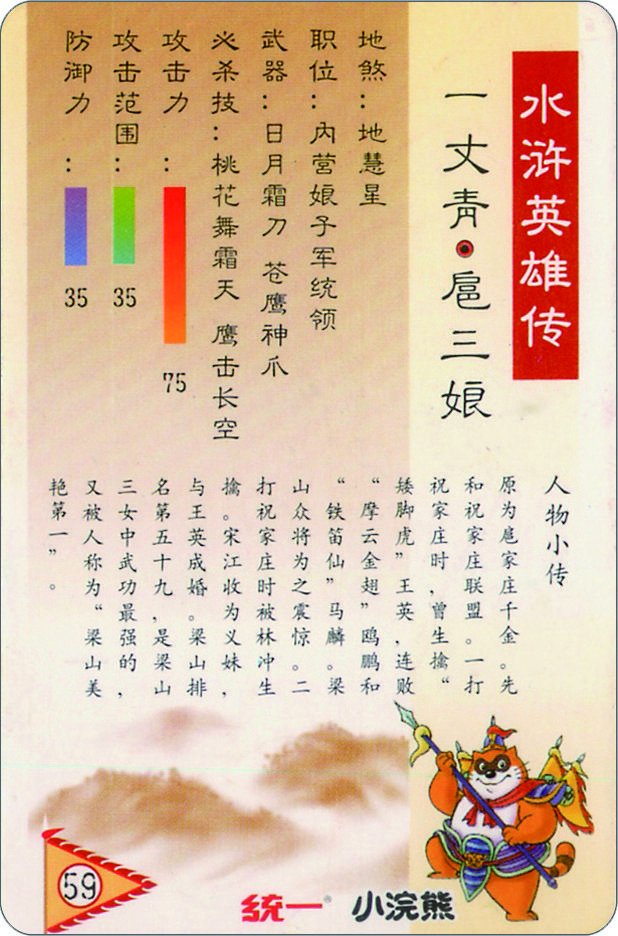 水浒英雄传
一丈青·扈三娘
地煞：地慧星
职位：内营娘子军统领
武器：日月霜刀 苍鹰神爪
必杀技：桃花舞霜天 鹰击长空
攻击力：
75
攻击范围：
35
防御力：
35
人物小传
原为扈家庄千金。先
和祝家庄联盟。一打
祝家庄时，曾生擒“
矮脚虎”王英，连败
“摩云金翅”鸥鹏和
“铁笛仙”马麟。梁
山众将为之震惊。二
打祝家庄时被林冲生
擒。宋江收为义妹，
与王英成婚。梁山排
名第五十九，是梁山
三女中武功最强的，
又被人称为“梁山美
艳第一”。
59
统一® 小浣熊